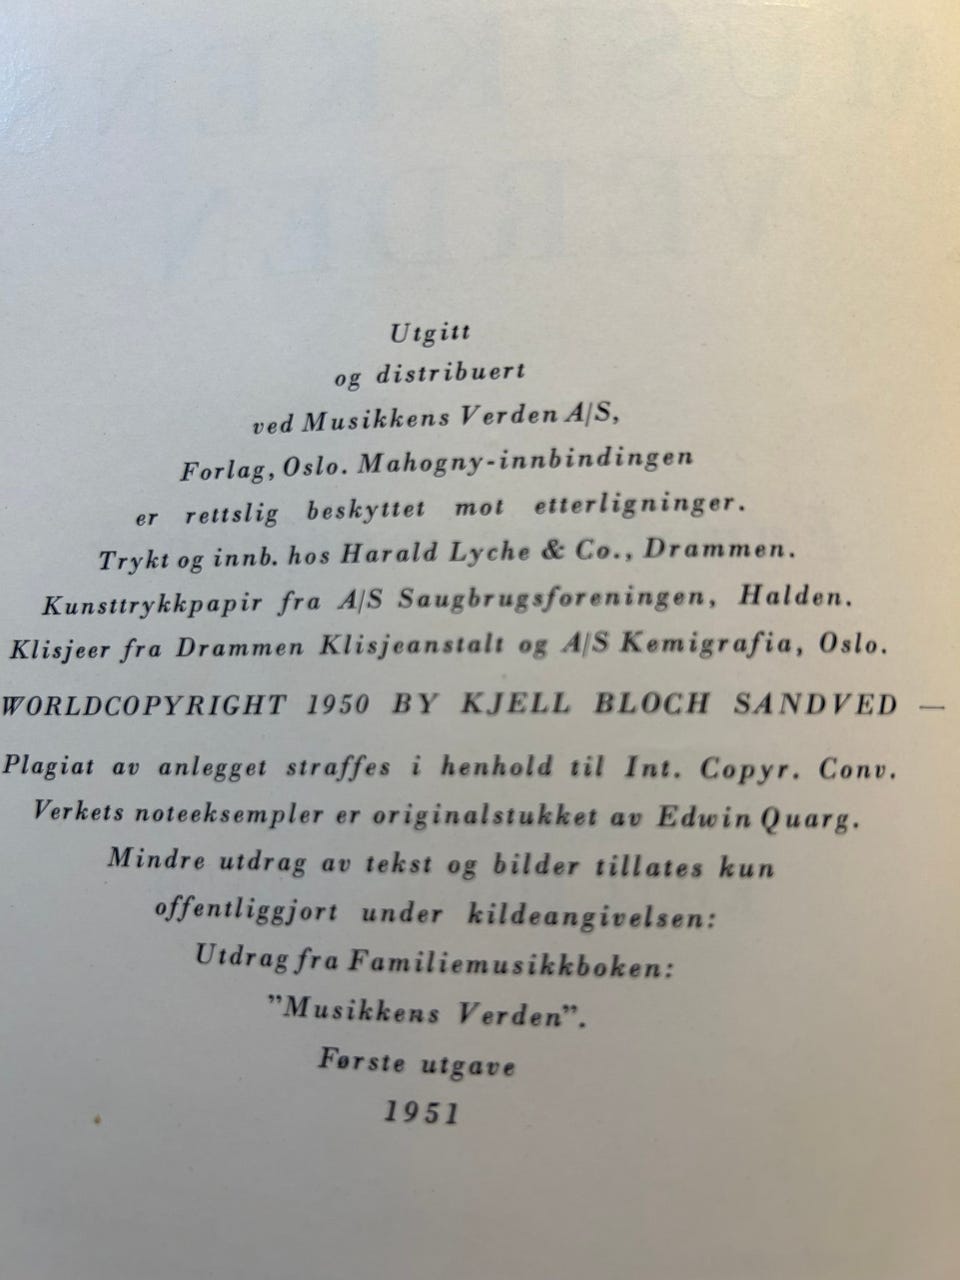 Utgitt
og distribuert
ved Musikkens Verden A/S,
Forlag, Oslo. Mahogny-innbindingen
er rettslig beskyttet mot etterligninger.
Trykt og innb. hos Harald Lyche & Co., Drammen.
Kunsttrykkpapir fra A/S Saugbrugsforeningen, Halden.
Klisjeer fra Drammen Klisjeanstalt og A/S Kemigrafia, Oslo.
WORLDCOPYRIGHT 1950 BY KJELL BLOCH SANDVED —
Plagiat av anlegget straffes i henhold til Int. Copyr. Conv.
Verkets noteeksempler er originalstukket av Edwin Quarg.
Mindre utdrag av tekst og bilder tillates kun
offentliggjort under kildeangivelsen:
Utdrag fra Familiemusikkboken:
”Musikkens Verden”.
Første utgave
1951